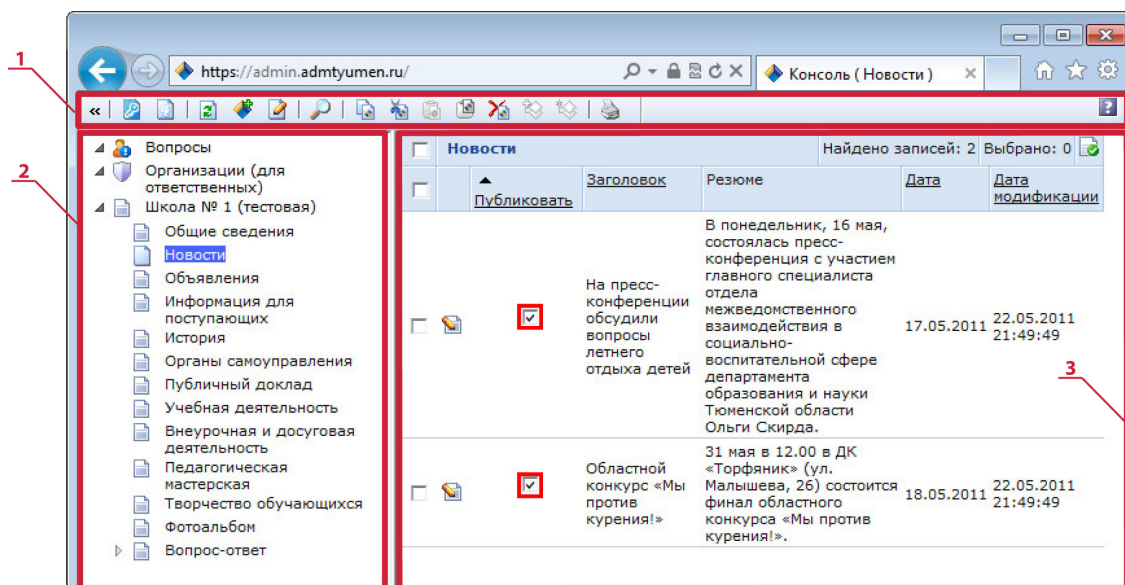 1
https://admin.admtyumen.ru/
Консоль ( Новости )
«
?
2
Вопросы
Организации (для
ответственных)
Школа № 1 (тестовая)
Общие сведения
Новости
Объявления
Информация для
поступающих
История
Органы самоуправления
Публичный доклад
Учебная деятельность
Внеурочная и досуговая
деятельность
Педагогическая
мастерская
Творчество обучающихся
Фотоальбом
Вопрос-ответ
Новости
Найдено записей: 2 Выбрано: 0
Публиковать
Заголовок
Резюме
Дата
Дата
модификации
На пресс-
конференции
обсудили
вопросы
летнего
отдыха детей
В понедельник, 16 мая,
состоялась пресс-
конференция с участием
главного специалиста
отдела
межведомственного
взаимодействия в
социально-
воспитательной сфере
департамента
образования и науки
Тюменской области
Ольги Скирда.
17.05.2011
22.05.2011
21:49:49
3
Областной
конкурс «Мы
против
курения!»
31 мая в 12.00 в ДК
«Торфяник» (ул.
Малышева, 26) состоится
финал областного
конкурса «Мы против
курения!».
18.05.2011
22.05.2011
21:49:49